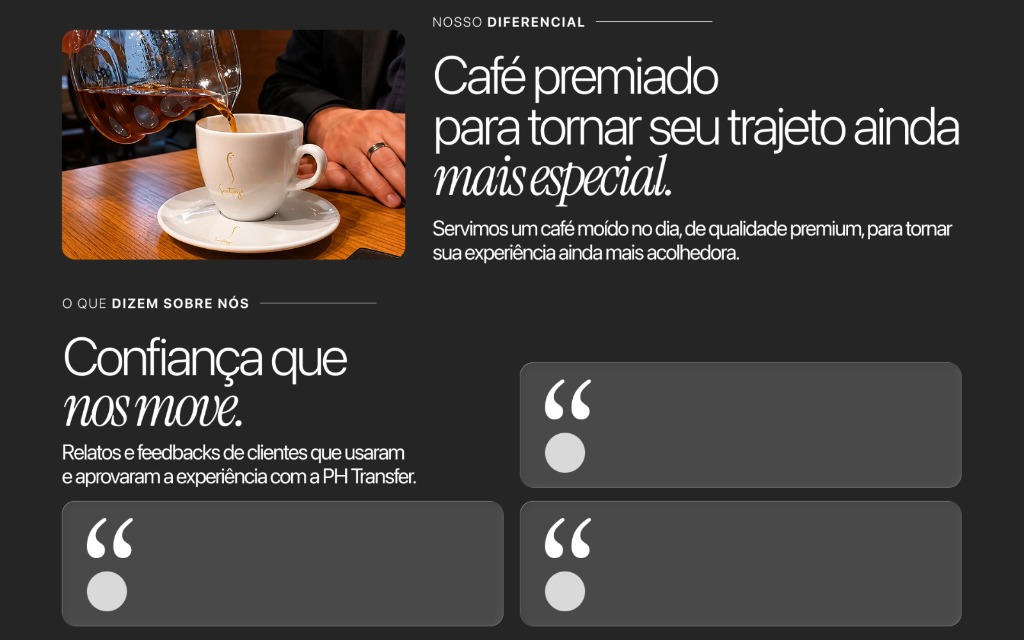 NOSSO DIFERENCIAL
Café premiado
para tornar seu trajeto ainda
mais especial.
Servimos um café moído no dia, de qualidade premium, para tornar
sua experiência ainda mais acolhedora.
O QUE DIZEM SOBRE NÓS
Confiança que
nos move.
Relatos e feedbacks de clientes que usaram
e aprovaram a experiência com a PH Transfer.
“
“
“